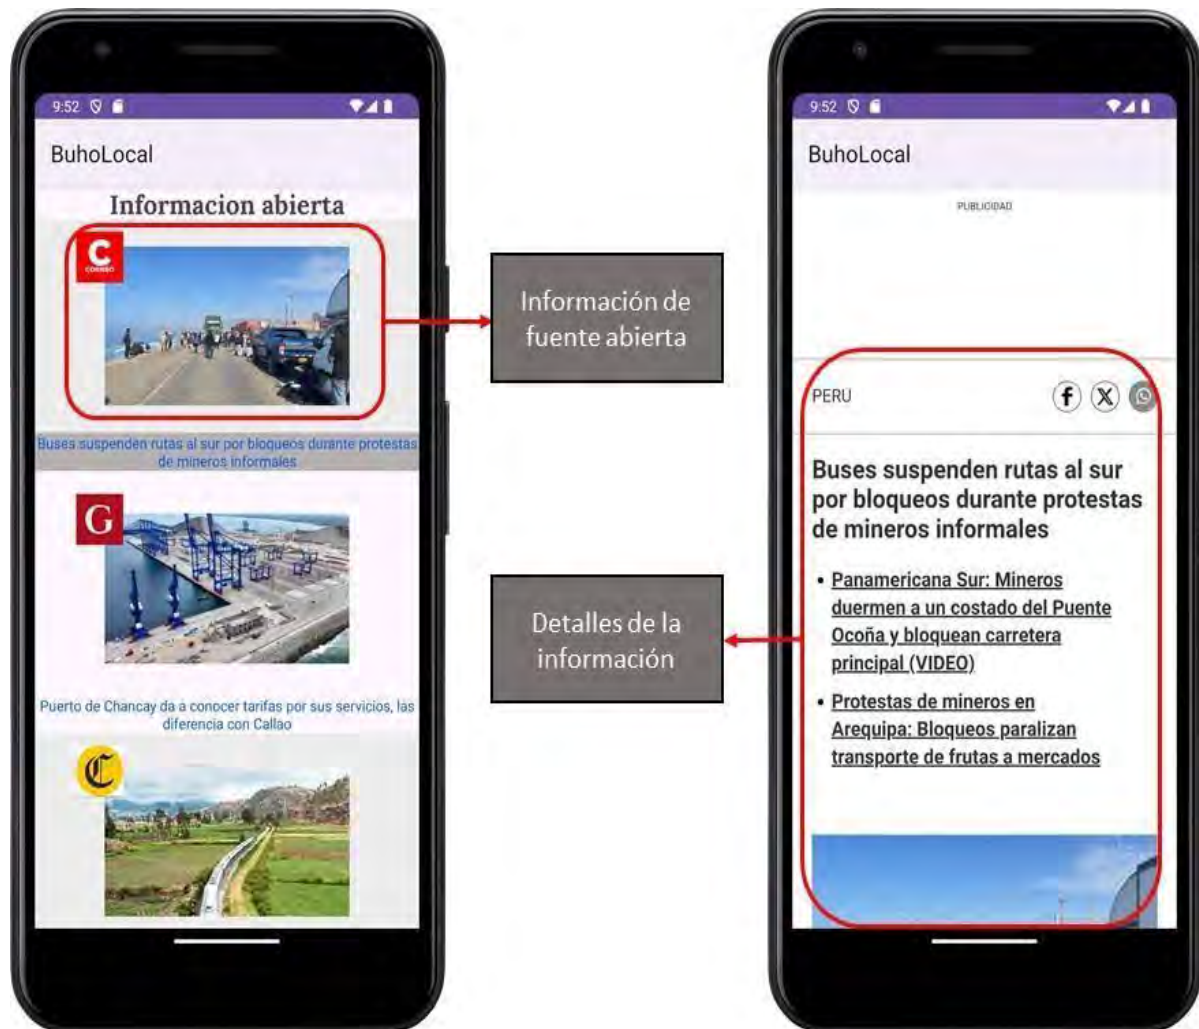 9:52
BuhoLocal
Informacion abierta
C
CORREO
Buses suspenden rutas al sur por bloqueos durante protestas
de mineros informales
G
Puerto de Chancay da a conocer tarifas por sus servicios, las
diferencia con Callao
C
Información de
fuente abierta
Detalles de la
información
9:52
BuhoLocal
PUBLICIDAD
PERU
Buses suspenden rutas al sur
por bloqueos durante protestas
de mineros informales
• Panamericana Sur: Mineros
duermen a un costado del Puente
Ocoña y bloquean carretera
principal (VIDEO)
• Protestas de mineros en
Arequipa: Bloqueos paralizan
transporte de frutas a mercados